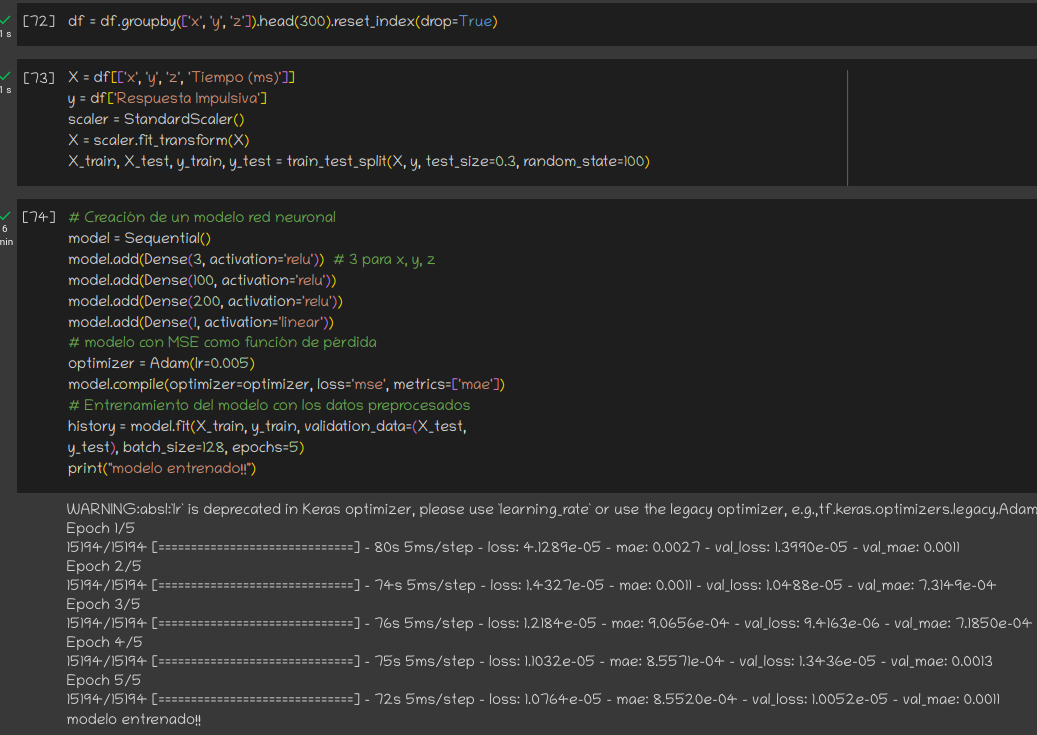 [72] df = df.groupby(['x', 'y', 'z']).head(300).reset_index(drop=True)
1 s
[73] X = df[['x', 'y', 'z', 'Tiempo (ms)']]
1 s
y = df['Respuesta Impulsiva']
scaler = StandardScaler()
X = scaler.fit_transform(X)
X_train, X_test, y_train, y_test = train_test_split(X, y, test_size=0.3, random_state=100)
[74] # Creación de un modelo red neuronal
6
min
model = Sequential()
model.add(Dense(3, activation='relu')) # 3 para x, y, z
model.add(Dense(100, activation='relu'))
model.add(Dense(200, activation='relu'))
model.add(Dense(1, activation='linear'))
# modelo con MSE como función de pérdida
optimizer = Adam(lr=0.005)
model.compile(optimizer=optimizer, loss='mse', metrics=['mae'])
# Entrenamiento del modelo con los datos preprocesados
history = model.fit(X_train, y_train, validation_data=(X_test,
y_test), batch_size=128, epochs=5)
print("modelo entrenado!!")
WARNING:absl:`lr` is deprecated in Keras optimizer, please use `learning_rate` or use the legacy optimizer, e.g.,tf.keras.optimizers.legacy.Adam
Epoch 1/5
15194/15194 [==============================] - 80s 5ms/step - loss: 4.1289e-05 - mae: 0.0027 - val_loss: 1.3990e-05 - val_mae: 0.0011
Epoch 2/5
15194/15194 [==============================] - 74s 5ms/step - loss: 1.4327e-05 - mae: 0.0011 - val_loss: 1.0488e-05 - val_mae: 7.3149e-04
Epoch 3/5
15194/15194 [==============================] - 76s 5ms/step - loss: 1.2184e-05 - mae: 9.0656e-04 - val_loss: 9.4163e-06 - val_mae: 7.1850e-04
Epoch 4/5
15194/15194 [==============================] - 75s 5ms/step - loss: 1.1032e-05 - mae: 8.5571e-04 - val_loss: 1.3436e-05 - val_mae: 0.0013
Epoch 5/5
15194/15194 [==============================] - 72s 5ms/step - loss: 1.0764e-05 - mae: 8.5520e-04 - val_loss: 1.0052e-05 - val_mae: 0.0011
modelo entrenado!!